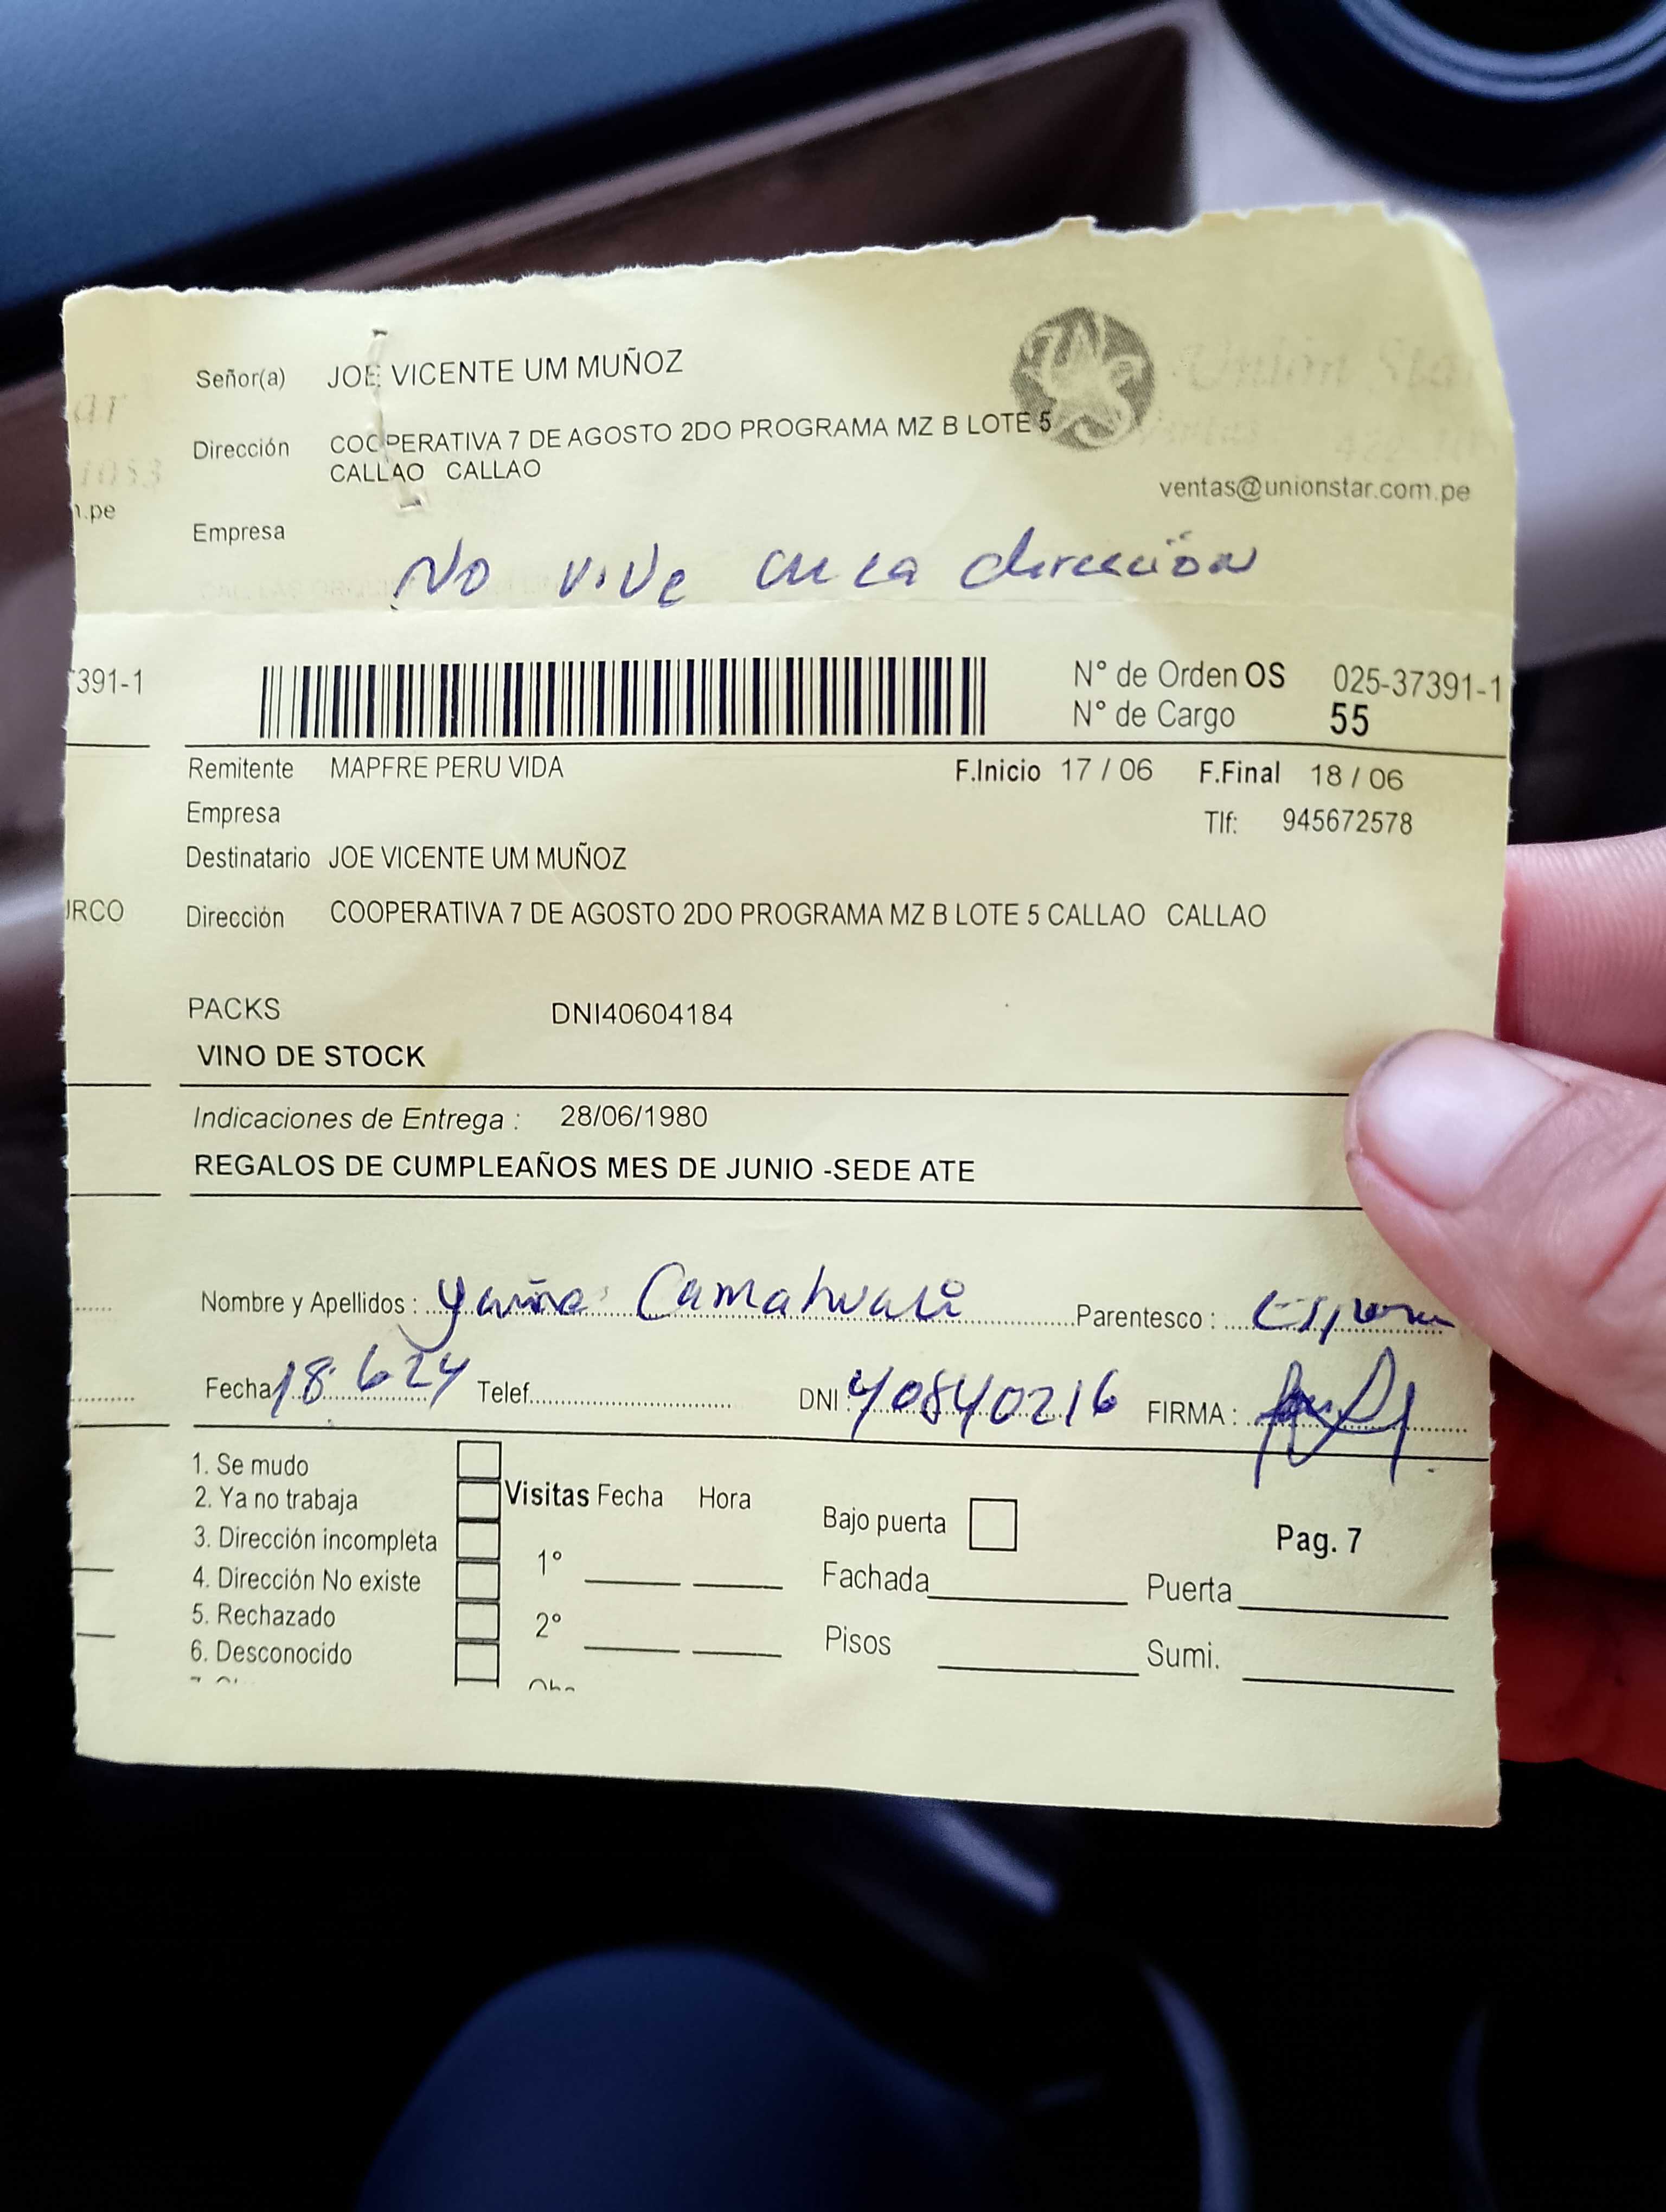 Señor(a) JOE VICENTE UM MUÑOZ
Unión Star
Ventas
Dirección COOPERATIVA 7 DE AGOSTO 2DO PROGRAMA MZ B LOTE 5
CALLAO CALLAO
1053
ventas@unionstar.com.pe
.pe
Empresa
No vive en la dirección
391-1
N° de Orden OS 025-37391-1
N° de Cargo 55
Remitente MAPFRE PERU VIDA F.Inicio 17 / 06 F.Final 18 / 06
Empresa Tlf: 945672578
Destinatario JOE VICENTE UM MUÑOZ
URCO
Dirección COOPERATIVA 7 DE AGOSTO 2DO PROGRAMA MZ B LOTE 5 CALLAO CALLAO
PACKS DNI40604184
VINO DE STOCK
Indicaciones de Entrega : 28/06/1980
REGALOS DE CUMPLEAÑOS MES DE JUNIO -SEDE ATE
Nombre y Apellidos : Parentesco :
Fecha 18.6 24 Telef. DNI : 40840216 FIRMA :
1. Se mudo
2. Ya no trabaja Visitas Fecha Hora
3. Dirección incompleta 1° Bajo puerta Pag. 7
4. Dirección No existe Fachada Puerta
5. Rechazado 2°
6. Desconocido Pisos Sumi.